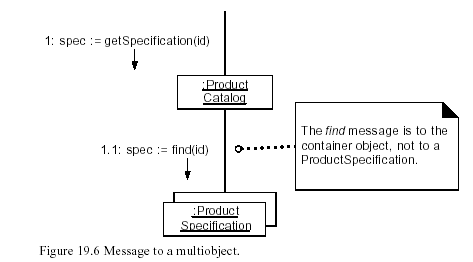 1: spec := getSpecification(id)
:Product
Catalog
The find message is to the
container object, not to a
ProductSpecification.
1.1: spec := find(id)
:Product
Specification
Figure 19.6 Message to a multiobject.